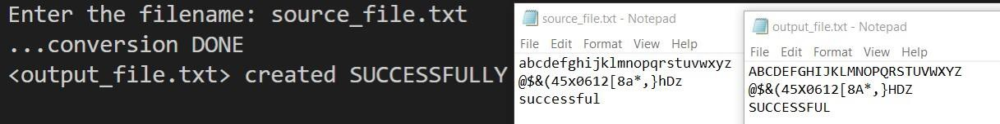 Enter the filename: source_file.txt
...conversion DONE
<output_file.txt> created SUCCESSFULLY
source_file.txt - Notepad
File Edit Format View Help
abcdefghijklmnopqrstuvwxyz
@$&(45x0612[8a*,}hDz
successful
output_file.txt - Notepad
File Edit Format View Help
ABCDEFGHIJKLMNOPQRSTUVWXYZ
@$&(45X0612[8A*,}HDZ
SUCCESSFUL